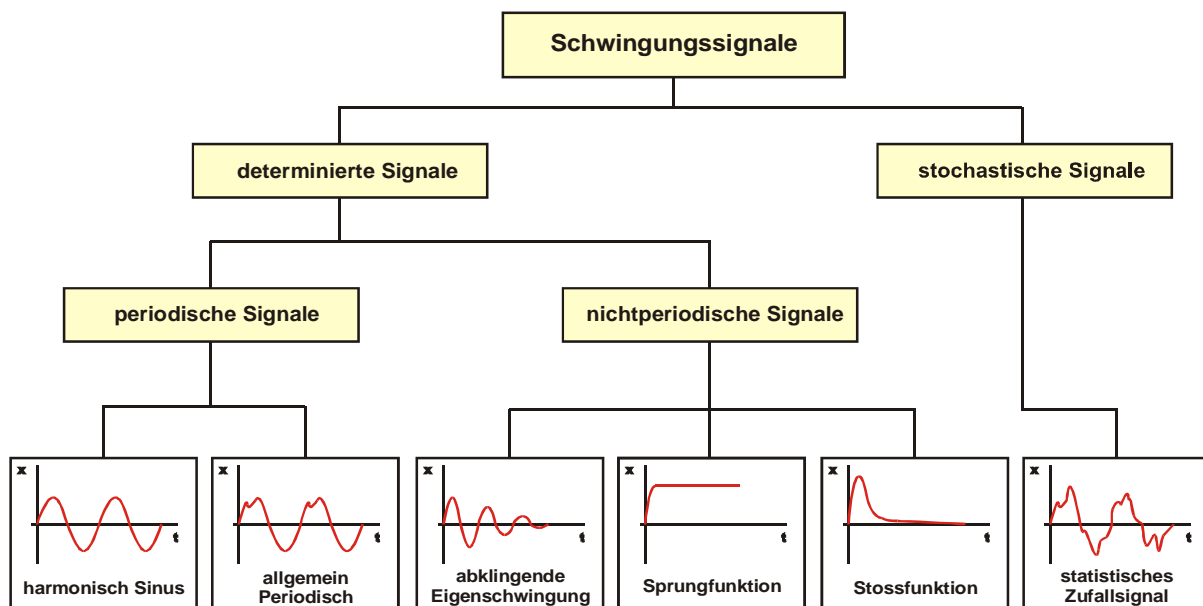 Schwingungssignale
determinierte Signale
stochastische Signale
periodische Signale
nichtperiodische Signale
x
t
harmonisch Sinus
x
t
allgemein
Periodisch
x
t
abklingende
Eigenschwingung
x
t
Sprungfunktion
x
t
Stossfunktion
x
t
statistisches
Zufallsignal